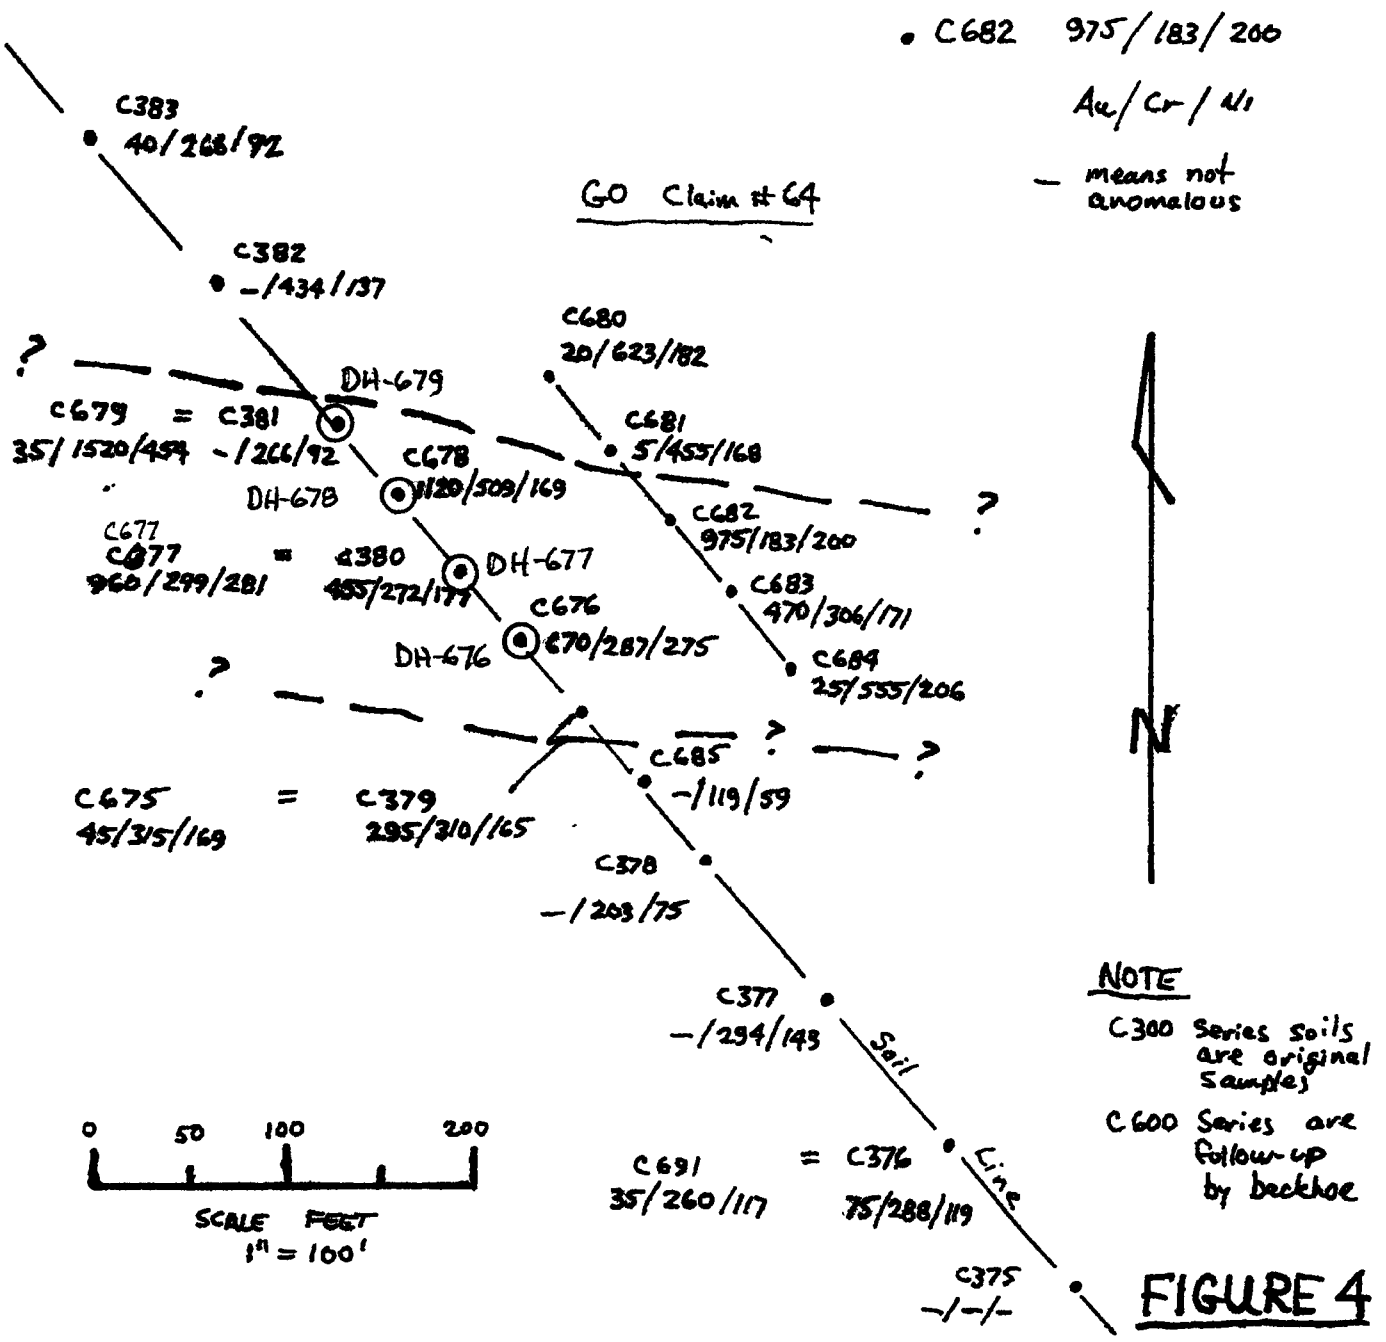 C682 975/183/200
Au/Cr/Ni
— means not
anomalous
C383
40/268/92
GO Claim # 64
C382
-/434/137
C680
20/623/182
?
DH-679
C679 = C381
35/1520/454 -/266/92
C681
5/455/168
C678
1120/509/169
DH-678
?
C682
975/183/200
C677
C677 = C380
960/299/281 455/272/177
DH-677
C683
470/306/171
C676
670/287/275
DH-676
C684
25/555/206
?
N
? ?
C685
-/119/59
C675 = C379
45/315/169 295/310/165
C378
-/203/75
C377
-/294/143
Soil
Line
NOTE
C300 Series soils
are original
samples
C600 Series are
follow-up
by backhoe
0 50 100 200
SCALE FEET
1" = 100'
C691 = C376
35/260/117 75/288/119
C375
-/-/-
FIGURE 4